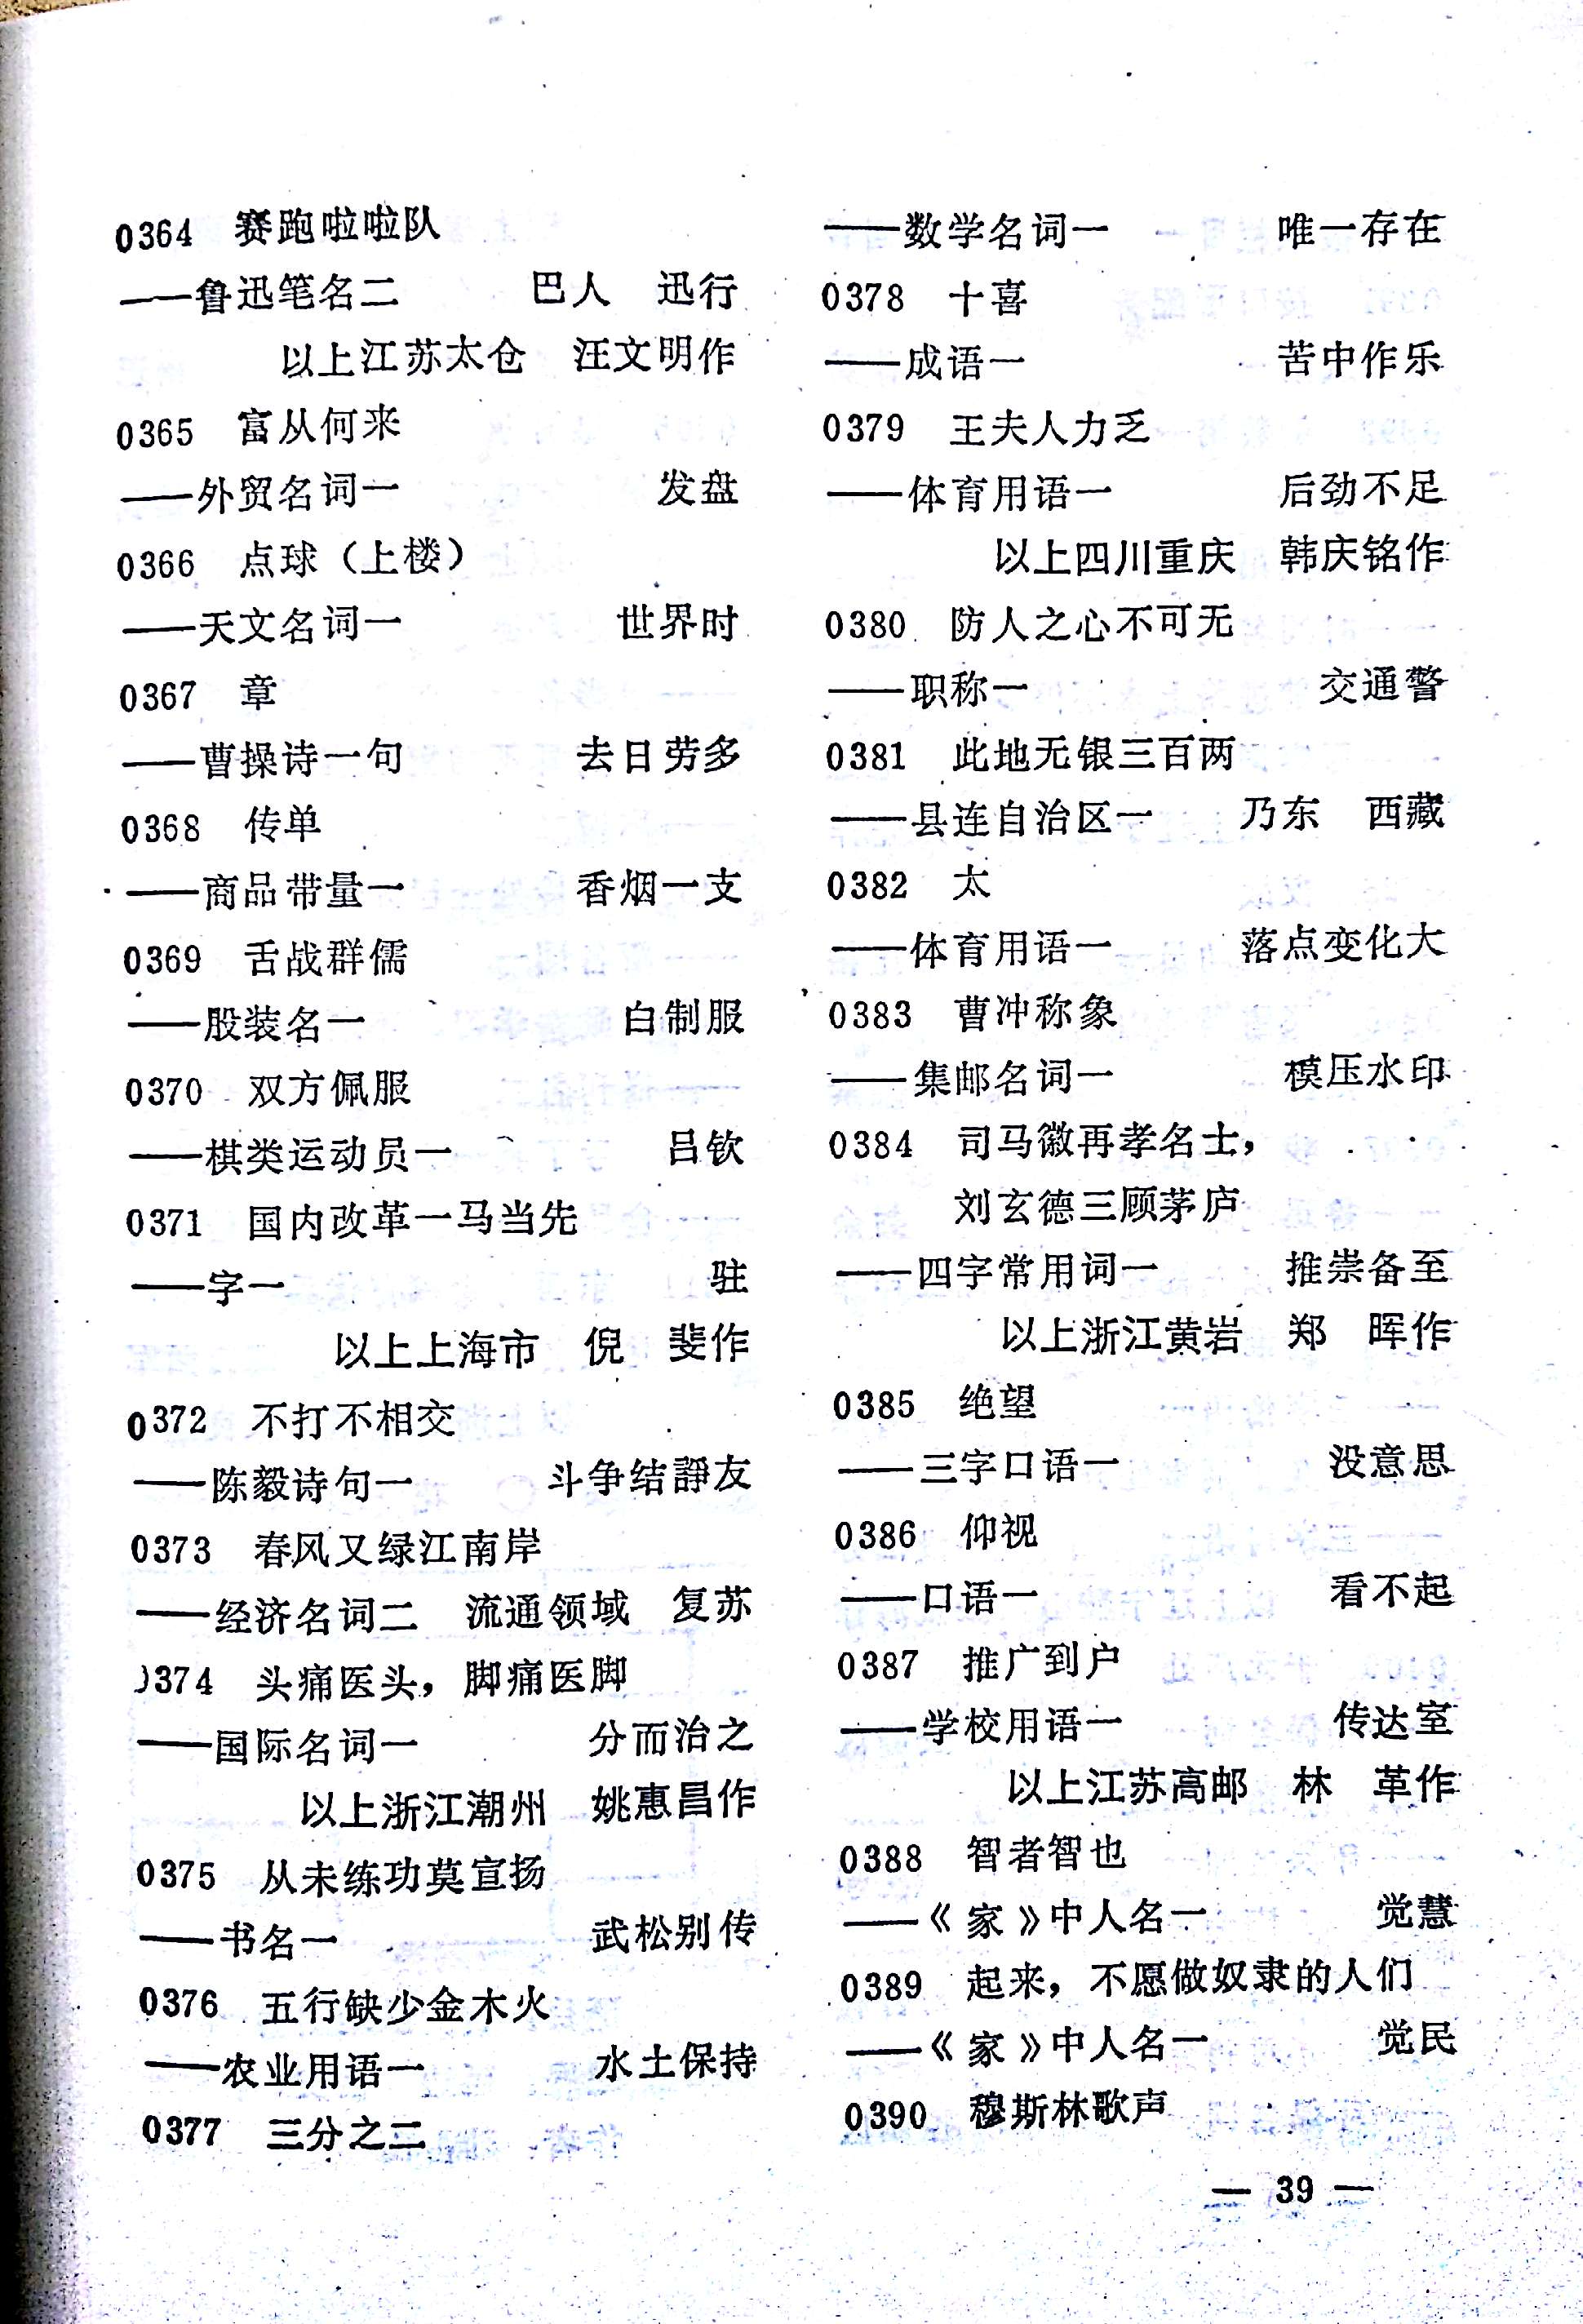 0364 赛跑啦啦队
——鲁迅笔名二 巴人 迅行
以上江苏太仓 汪文明作
0365 富从何来
——外贸名词一 发盘
0366 点球（上楼）
——天文名词一 世界时
0367 章
——曹操诗一句 去日劳多
0368 传单
——商品带量一 香烟一支
0369 舌战群儒
——股装名一 白制服
0370 双方佩服
——棋类运动员一 吕钦
0371 国内改革一马当先
——字一 驻
以上上海市 倪 斐作
0372 不打不相交
——陈毅诗句一 斗争结諍友
0373 春风又绿江南岸
——经济名词二 流通领域 复苏
0374 头痛医头，脚痛医脚
——国际名词一 分而治之
以上浙江潮州 姚惠昌作
0375 从未练功莫宣扬
——书名一 武松别传
0376 五行缺少金木火
——农业用语一 水土保持
0377 三分之二
——数学名词一 唯一存在
0378 十喜
——成语一 苦中作乐
0379 王夫人力乏
——体育用语一 后劲不足
以上四川重庆 韩庆铭作
0380 防人之心不可无
——职称一 交通警
0381 此地无银三百两
——县连自治区一 乃东 西藏
0382 太
——体育用语一 落点变化大
0383 曹冲称象
——集邮名词一 模压水印
0384 司马徽再孝名士，
刘玄德三顾茅庐
——四字常用词一 推崇备至
以上浙江黄岩 郑 晖作
0385 绝望
——三字口语一 没意思
0386 仰视
——口语一 看不起
0387 推广到户
——学校用语一 传达室
以上江苏高邮 林 革作
0388 智者智也
——《家》中人名一 觉慧
0389 起来，不愿做奴隶的人们
——《家》中人名一 觉民
0390 穆斯林歌声
— 39 —